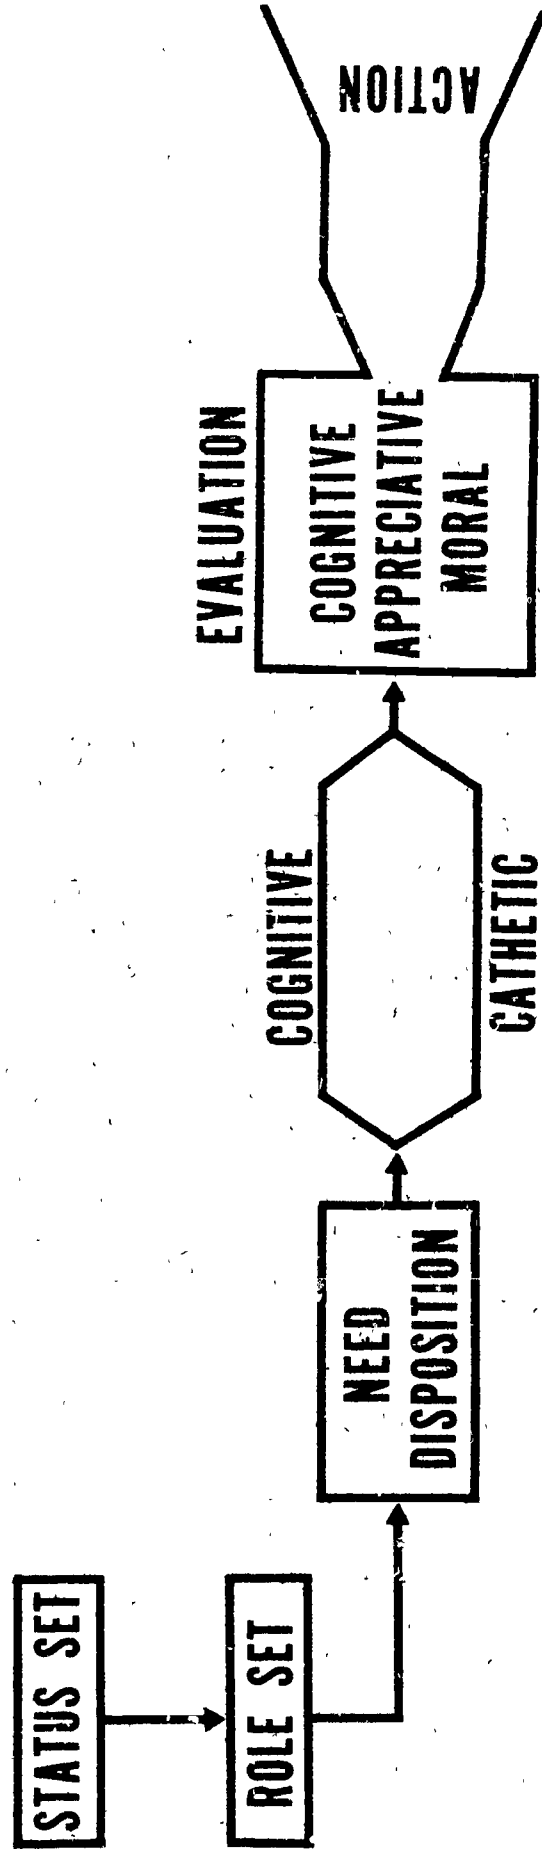 STATUS SET
ROLE SET
NEED
DISPOSITION
COGNITIVE
CATHETIC
EVALUATION
COGNITIVE
APPRECIATIVE
MORAL
ACTION